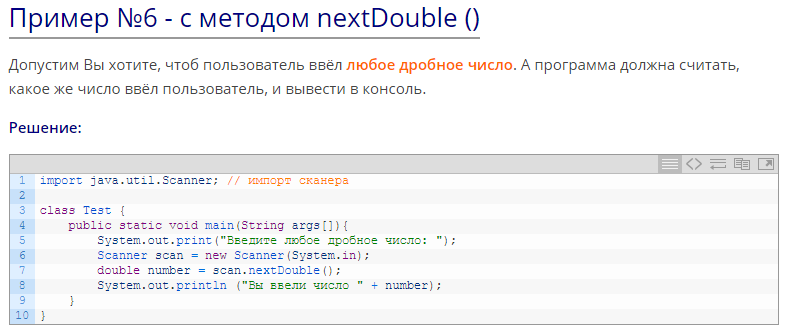 Пример №6 - с методом nextDouble ()
Допустим Вы хотите, чтоб пользователь ввёл любое дробное число. А программа должна считать,
какое же число ввёл пользователь, и вывести в консоль.
Решение:
1 import java.util.Scanner; // импорт сканера
2
3 class Test {
4     public static void main(String args[]){
5         System.out.print("Введите любое дробное число: ");
6         Scanner scan = new Scanner(System.in);
7         double number = scan.nextDouble();
8         System.out.println ("Вы ввели число " + number);
9     }
10 }